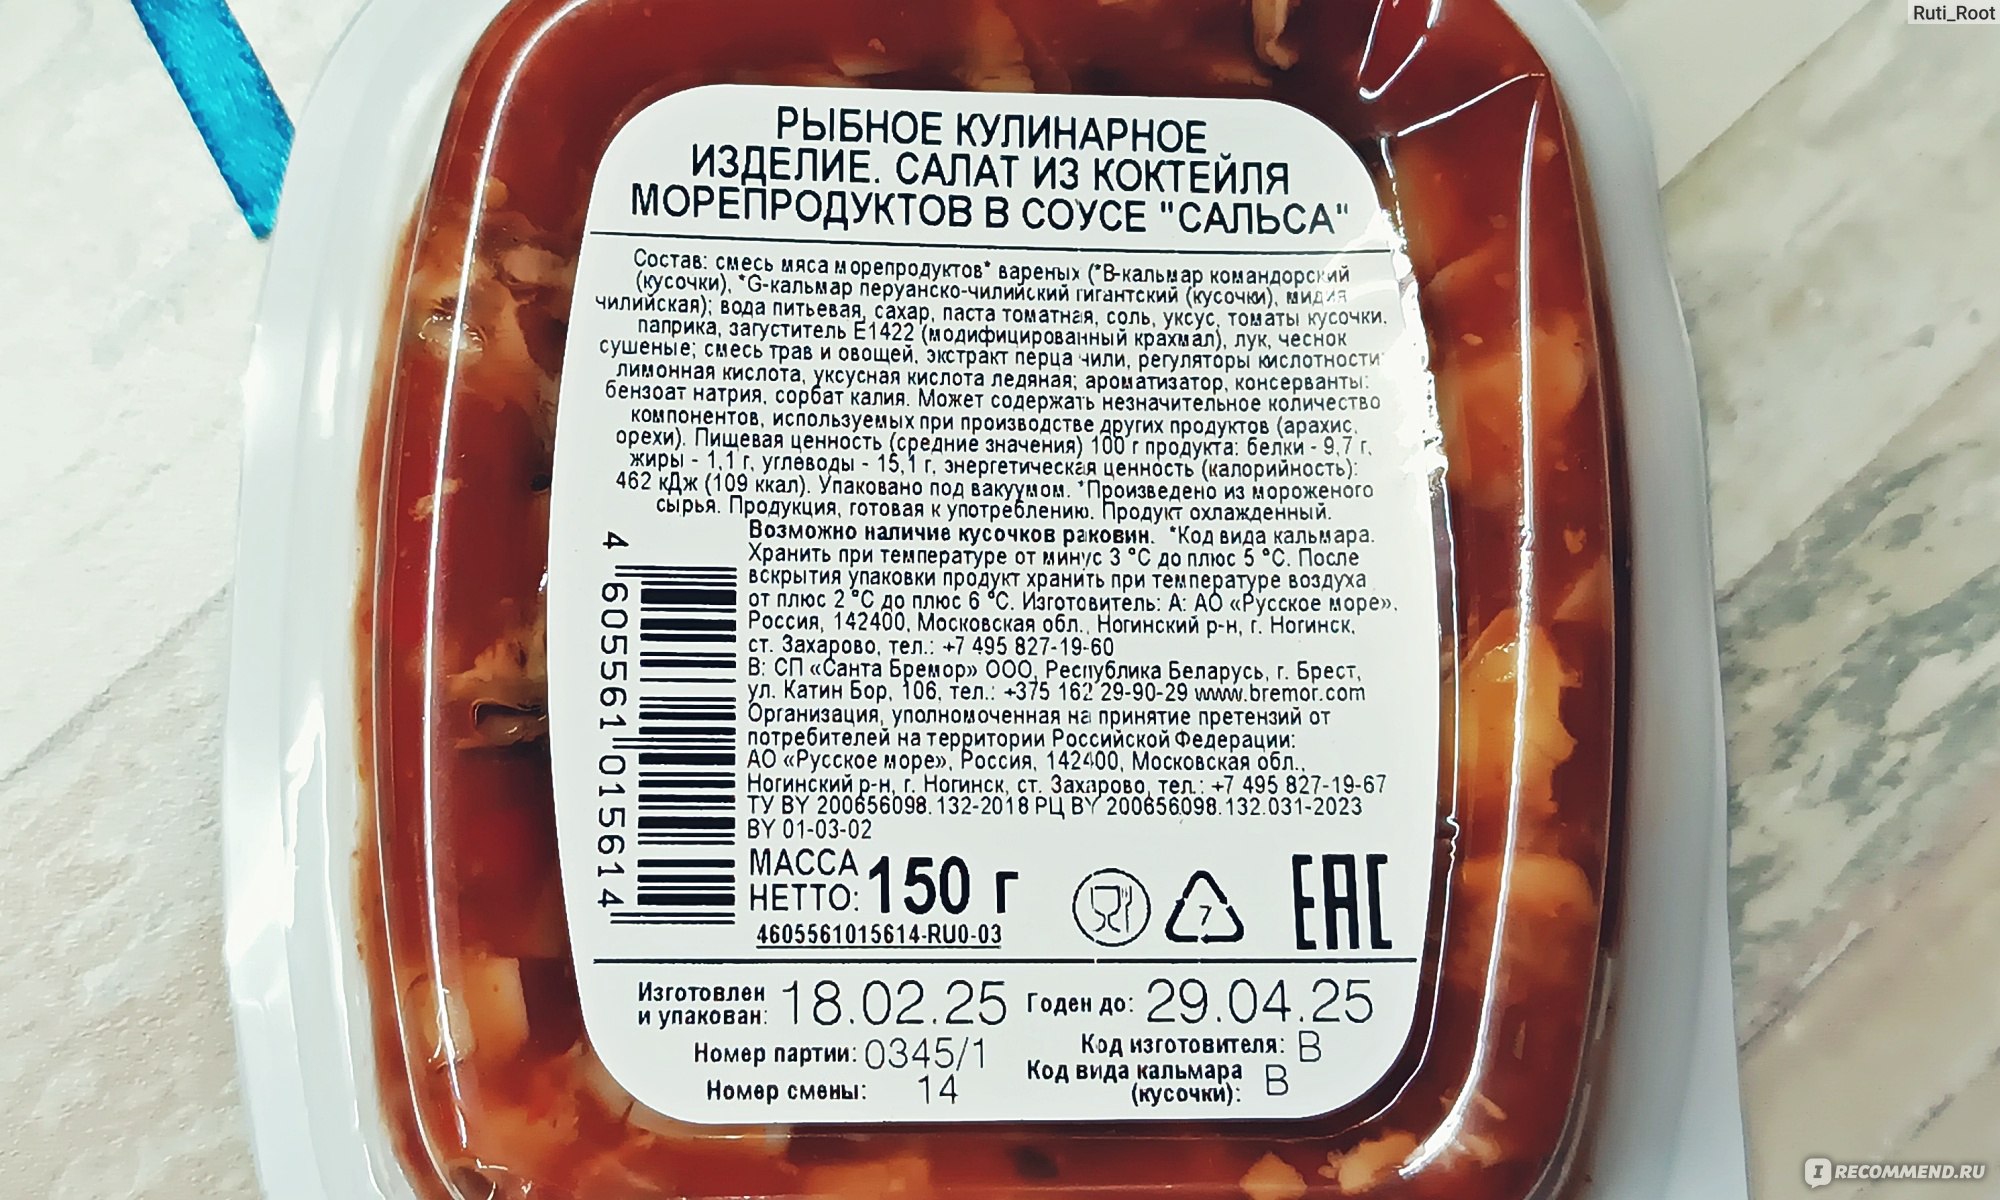 Ruti_Root
РЫБНОЕ КУЛИНАРНОЕ
ИЗДЕЛИЕ. САЛАТ ИЗ КОКТЕЙЛЯ
МОРЕПРОДУКТОВ В СОУСЕ "САЛЬСА"
Состав: смесь мяса морепродуктов* вареных (*В-кальмар командорский
(кусочки), *G-кальмар перуанско-чилийский гигантский (кусочки), мидия
чилийская); вода питьевая, сахар, паста томатная, соль, уксус, томаты кусочки,
паприка, загуститель Е1422 (модифицированный крахмал), лук, чеснок
сушеные; смесь трав и овощей, экстракт перца чили, регуляторы кислотности:
лимонная кислота, уксусная кислота ледяная; ароматизатор, консерванты:
бензоат натрия, сорбат калия. Может содержать незначительное количество
компонентов, используемых при производстве других продуктов (арахис,
орехи). Пищевая ценность (средние значения) 100 г продукта: белки - 9,7 г,
жиры - 1,1 г, углеводы - 15,1 г, энергетическая ценность (калорийность):
462 кДж (109 ккал). Упаковано под вакуумом. *Произведено из мороженого
сырья. Продукция, готовая к употреблению. Продукт охлажденный.
Возможно наличие кусочков раковин. *Код вида кальмара.
Хранить при температуре от минус 3 °С до плюс 5 °С. После
вскрытия упаковки продукт хранить при температуре воздуха
от плюс 2 °С до плюс 6 °С. Изготовитель: А: АО «Русское море»,
Россия, 142400, Московская обл., Ногинский р-н, г. Ногинск,
ст. Захарово, тел.: +7 495 827-19-60
В: СП «Санта Бремор» ООО, Республика Беларусь, г. Брест,
ул. Катин Бор, 106, тел.: +375 162 29-90-29 www.bremor.com
Организация, уполномоченная на принятие претензий от
потребителей на территории Российской Федерации:
АО «Русское море», Россия, 142400, Московская обл.,
Ногинский р-н, г. Ногинск, ст. Захарово, тел.: +7 495 827-19-67
ТУ BY 200656098.132-2018 РЦ BY 200656098.132.031-2023
BY 01-03-02
4 605561 015614
МАССА
НЕТТО: 150 г
4605561015614-RU0-03
7
EAC
Изготовлен
и упакован: 18.02.25 Годен до: 29.04.25
Номер партии: 0345/1 Код изготовителя: В
Номер смены: 14 Код вида кальмара
(кусочки): В
IRECOMMEND.RU